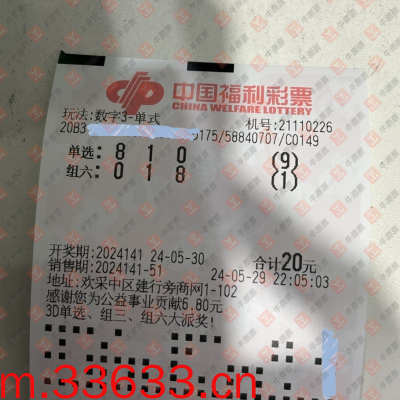 中国福利彩票
CHINA WELFARE LOTTERY
玩法:数字3-单式 机号:21110226
20B3 p175/58840707/C0149
单选: 8 1 0 (9)
组六: 0 1 8 (1)
开奖期:2024141 24-05-30 合计20元
销售期:2024141-51 24-05-29 22:05:03
地址:欢采中区建行旁商网1-102
感谢您为公益事业贡献6.80元
3D单选、组三、组六大派奖!
m.33633.cn